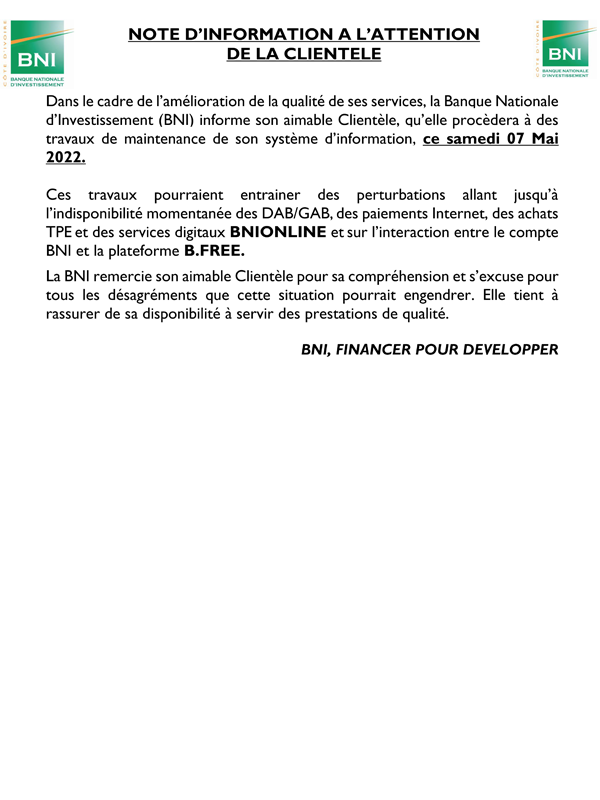 NOTE D’INFORMATION A L’ATTENTION
DE LA CLIENTELE
CÔTE D'IVOIRE
BNI
BANQUE NATIONALE
D'INVESTISSEMENT
CÔTE D'IVOIRE
BNI
BANQUE NATIONALE
D'INVESTISSEMENT
Dans le cadre de l’amélioration de la qualité de ses services, la Banque Nationale
d’Investissement (BNI) informe son aimable Clientèle, qu’elle procèdera à des
travaux de maintenance de son système d’information, ce samedi 07 Mai
2022.
Ces travaux pourraient entrainer des perturbations allant jusqu’à
l’indisponibilité momentanée des DAB/GAB, des paiements Internet, des achats
TPE et des services digitaux BNIONLINE et sur l’interaction entre le compte
BNI et la plateforme B.FREE.
La BNI remercie son aimable Clientèle pour sa compréhension et s’excuse pour
tous les désagréments que cette situation pourrait engendrer. Elle tient à
rassurer de sa disponibilité à servir des prestations de qualité.
BNI, FINANCER POUR DEVELOPPER